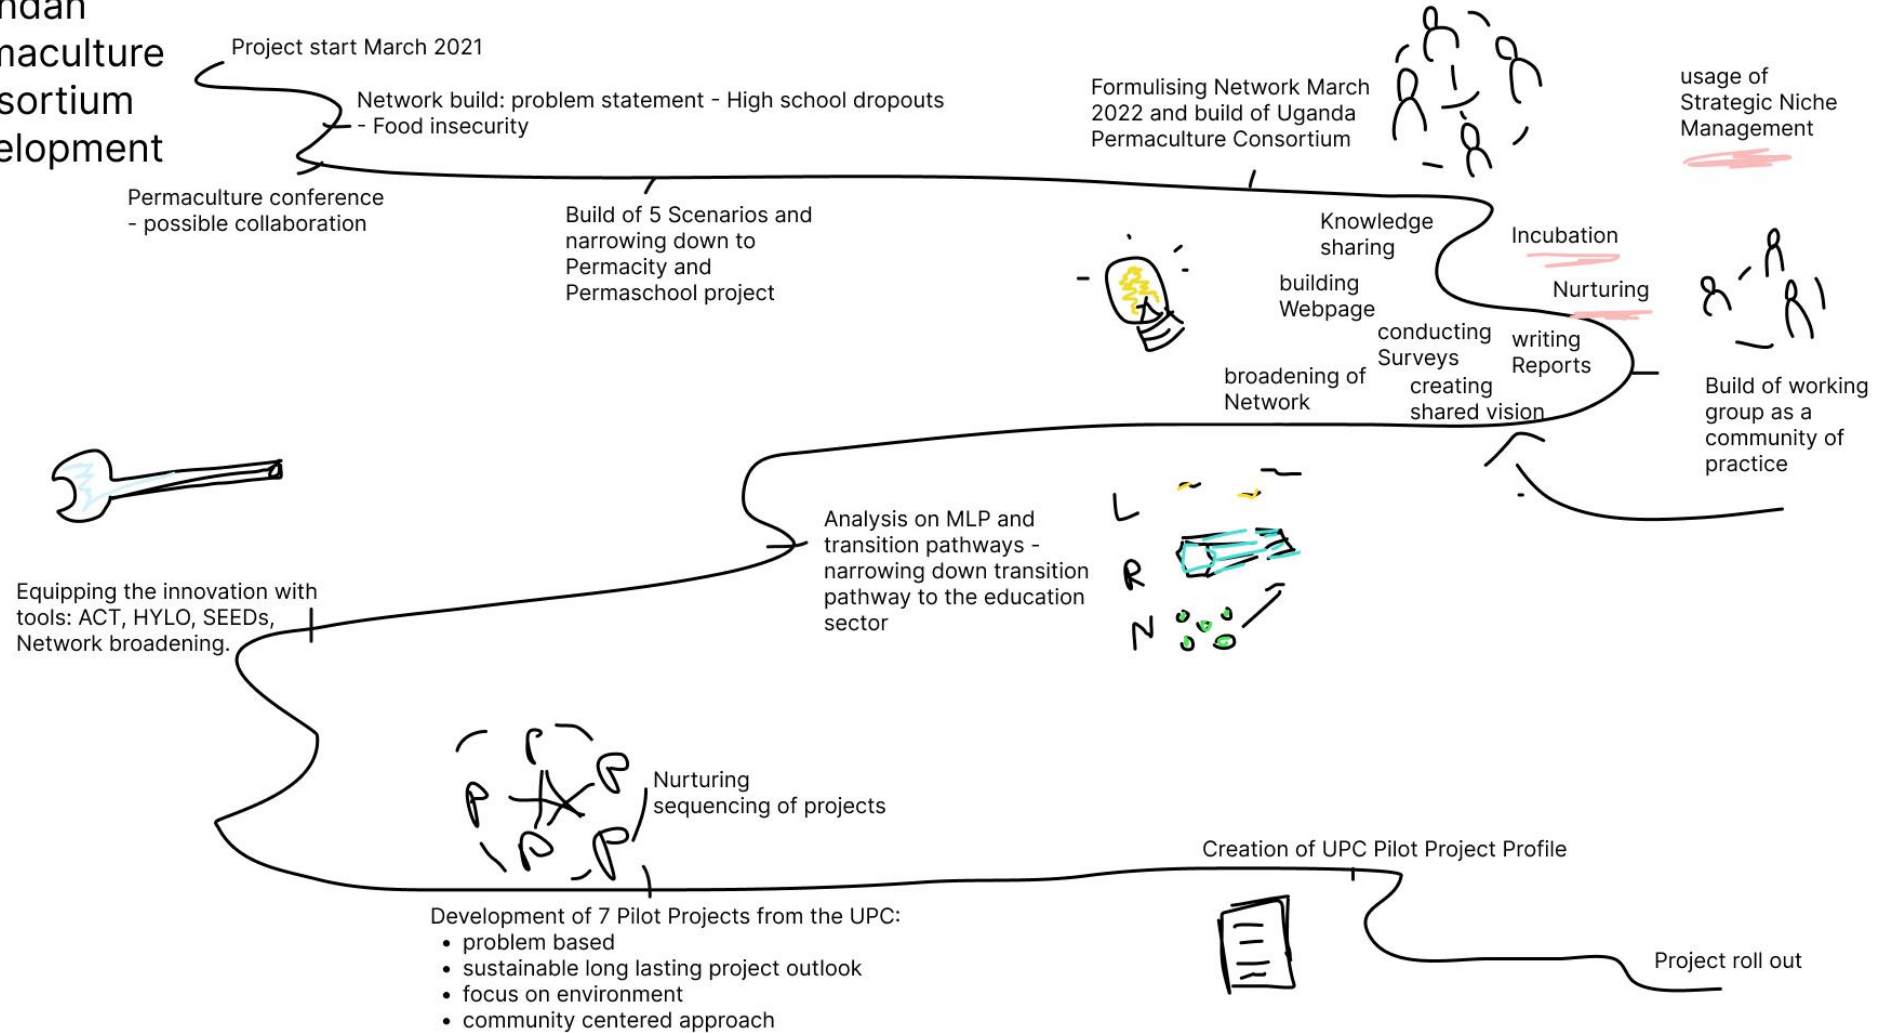 ndan
maculture
sortium
elopment
Project start March 2021
Network build: problem statement - High school dropouts
- Food insecurity
Permaculture conference
- possible collaboration
Build of 5 Scenarios and
narrowing down to
Permacity and
Permaschool project
Formulising Network March
2022 and build of Uganda
Permaculture Consortium
usage of
Strategic Niche
Management
Knowledge
sharing
Incubation
building
Webpage
Nurturing
conducting
Surveys
writing
Reports
broadening of
Network
creating
shared vision
Build of working
group as a
community of
practice
Analysis on MLP and
transition pathways -
narrowing down transition
pathway to the education
sector
L
R
N
Equipping the innovation with
tools: ACT, HYLO, SEEDs,
Network broadening.
P
P
P
P
P
Nurturing
sequencing of projects
Development of 7 Pilot Projects from the UPC:
• problem based
• sustainable long lasting project outlook
• focus on environment
• community centered approach
Creation of UPC Pilot Project Profile
Project roll out